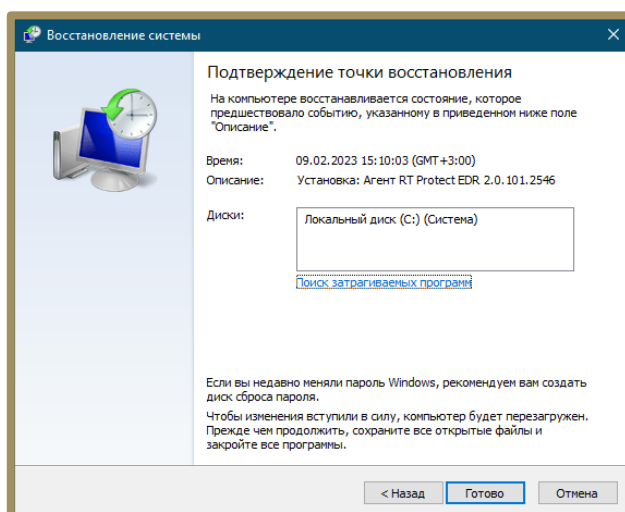 Восстановление системы
Подтверждение точки восстановления
На компьютере восстанавливается состояние, которое
предшествовало событию, указанному в приведенном ниже поле
"Описание".
Время: 09.02.2023 15:10:03 (GMT+3:00)
Описание: Установка: Агент RT Protect EDR 2.0.101.2546
Диски: Локальный диск (C:) (Система)
Поиск затрагиваемых программ
Если вы недавно меняли пароль Windows, рекомендуем вам создать
диск сброса пароля.
Чтобы изменения вступили в силу, компьютер будет перезагружен.
Прежде чем продолжить, сохраните все открытые файлы и
закройте все программы.
< Назад Готово Отмена